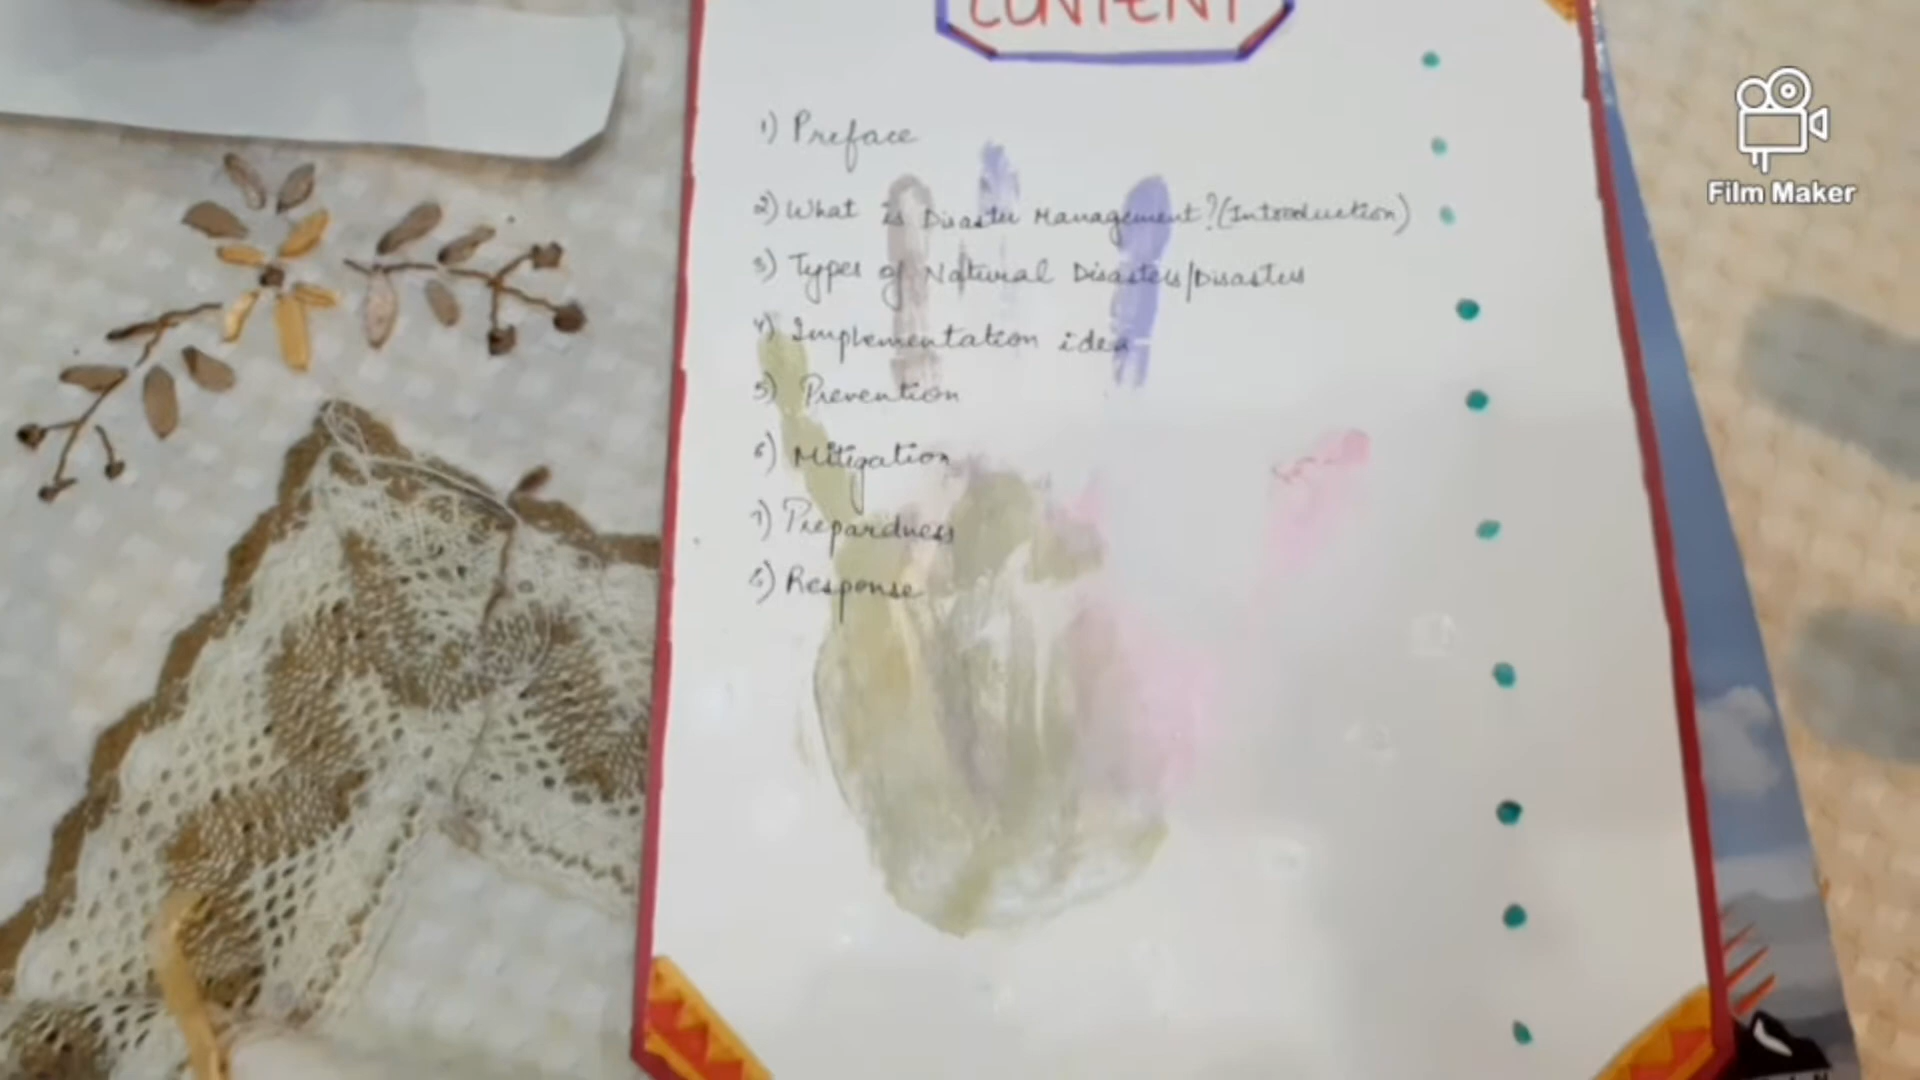 CONTENT
1) Preface
2) What is Disaster Management? (Introduction)
3) Types of Natural Disasters/Disasters
4) Implementation idea
5) Prevention
6) Mitigation
7) Prepardness
8) Response
Film Maker